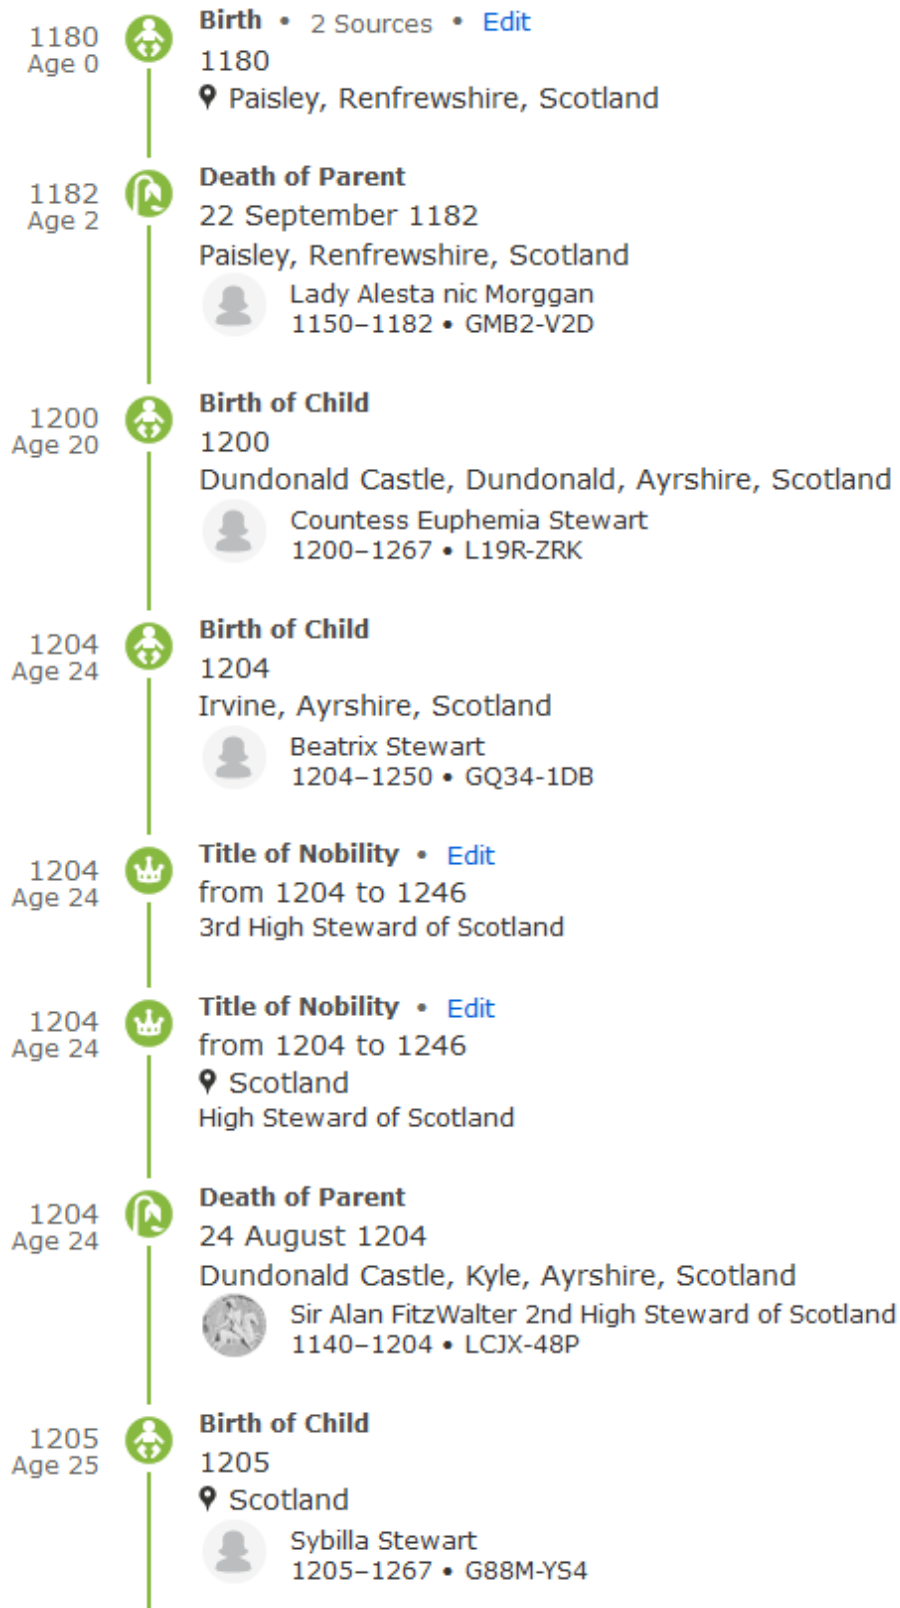 1180
Age 0
Birth • 2 Sources • Edit
1180
Paisley, Renfrewshire, Scotland
1182
Age 2
Death of Parent
22 September 1182
Paisley, Renfrewshire, Scotland
Lady Alesta nic Morggan
1150–1182 • GMB2-V2D
1200
Age 20
Birth of Child
1200
Dundonald Castle, Dundonald, Ayrshire, Scotland
Countess Euphemia Stewart
1200–1267 • L19R-ZRK
1204
Age 24
Birth of Child
1204
Irvine, Ayrshire, Scotland
Beatrix Stewart
1204–1250 • GQ34-1DB
1204
Age 24
Title of Nobility • Edit
from 1204 to 1246
3rd High Steward of Scotland
1204
Age 24
Title of Nobility • Edit
from 1204 to 1246
Scotland
High Steward of Scotland
1204
Age 24
Death of Parent
24 August 1204
Dundonald Castle, Kyle, Ayrshire, Scotland
Sir Alan FitzWalter 2nd High Steward of Scotland
1140–1204 • LCJX-48P
1205
Age 25
Birth of Child
1205
Scotland
Sybilla Stewart
1205–1267 • G88M-YS4